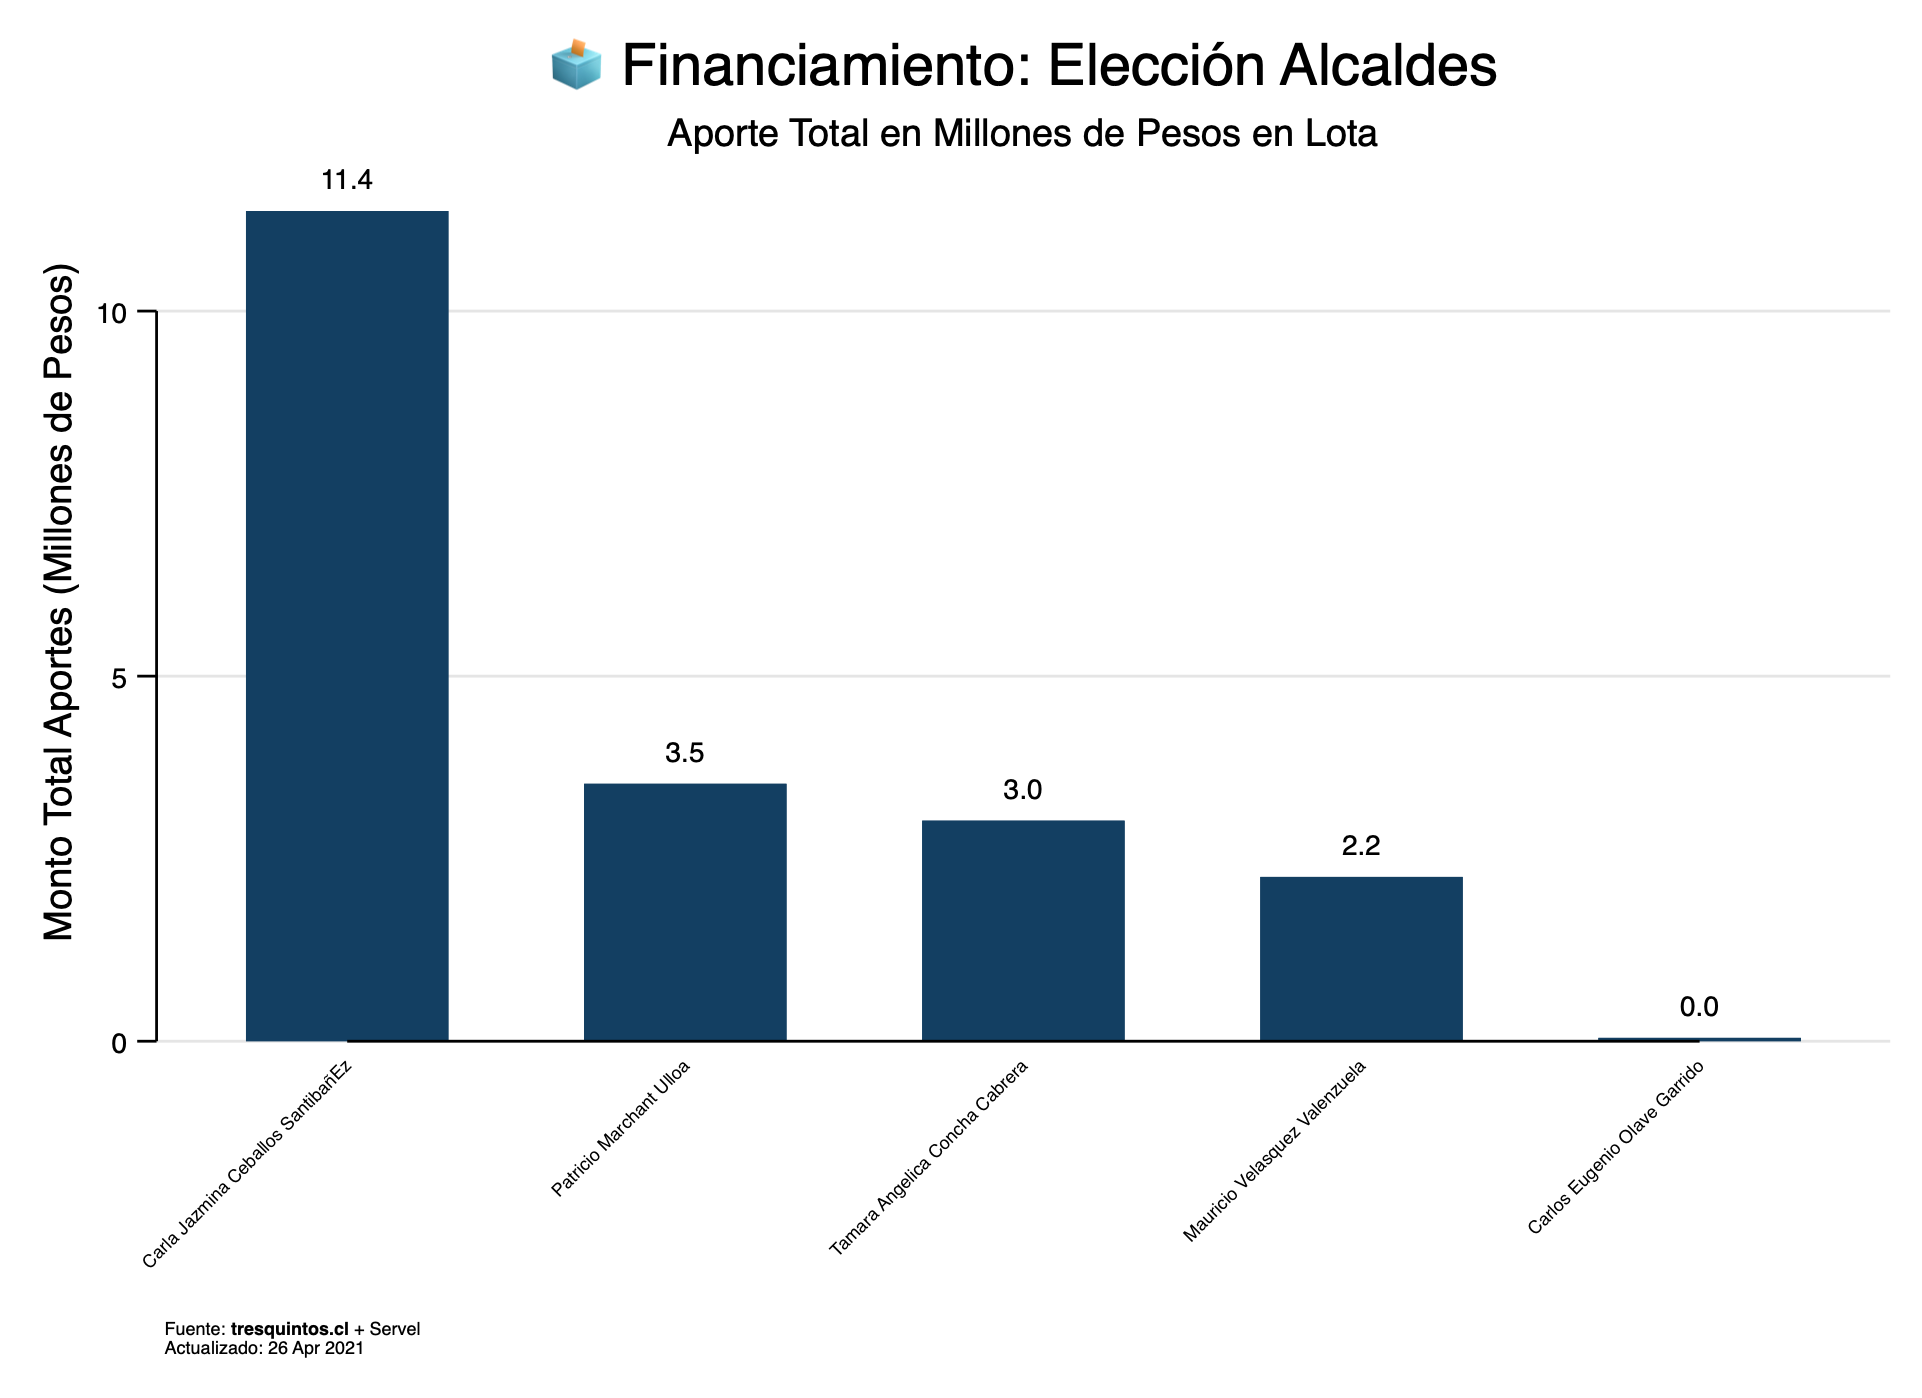 Financiamiento: Elección Alcaldes
Aporte Total en Millones de Pesos en Lota
Monto Total Aportes (Millones de Pesos)
10
5
0
11.4
3.5
3.0
2.2
0.0
Carla Jazmina Ceballos SantibañEz
Patricio Marchant Ulloa
Tamara Angelica Concha Cabrera
Mauricio Velasquez Valenzuela
Carlos Eugenio Olave Garrido
Fuente: tresquintos.cl + Servel
Actualizado: 26 Apr 2021